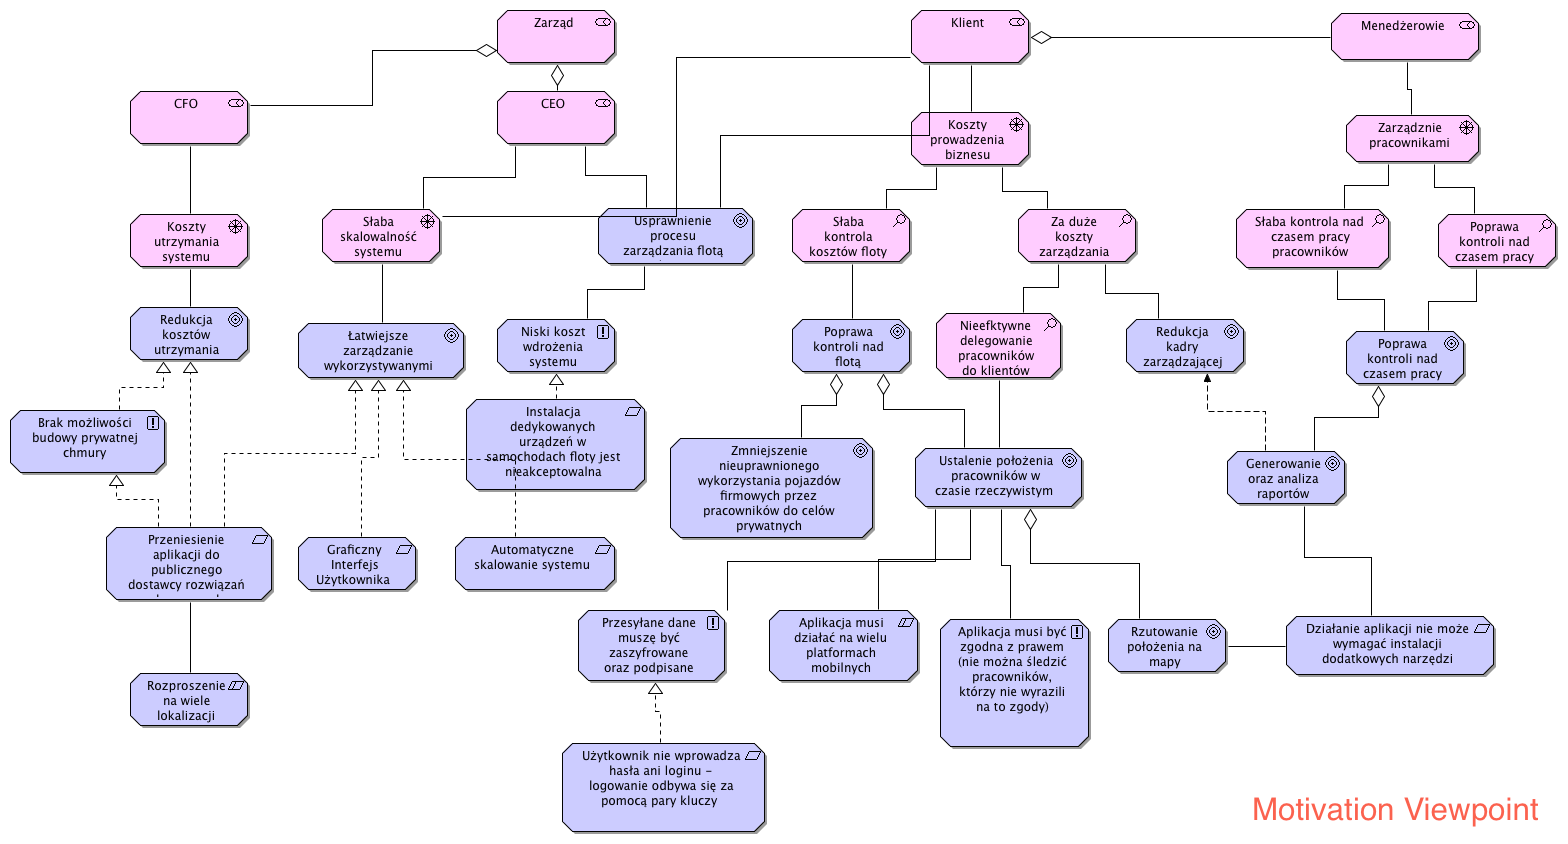 Zarząd
Klient
Menedżerowie
CFO
CEO
Koszty
prowadzenia
biznesu
Zarządznie
pracownikami
Koszty
utrzymania
systemu
Słaba
skalowalność
systemu
Usprawnienie
procesu
zarządzania flotą
Słaba
kontrola
kosztów floty
Za duże
koszty
zarządzania
Słaba kontrola nad
czasem pracy
pracowników
Poprawa
kontroli nad
czasem pracy
Redukcja
kosztów
utrzymania
Łatwiejsze
zarządzanie
wykorzystywanymi
Niski koszt
wdrożenia
systemu
Poprawa
kontroli nad
flotą
Nieefktywne
delegowanie
pracowników
do klientów
Redukcja
kadry
zarządzającej
Poprawa
kontroli nad
czasem pracy
Brak możliwości
budowy prywatnej
chmury
Instalacja
dedykowanych
urządzeń w
samochodach floty jest
nieakceptowalna
Zmniejszenie
nieuprawnionego
wykorzystania pojazdów
firmowych przez
pracowników do celów
prywatnych
Ustalenie położenia
pracowników w
czasie rzeczywistym
Generowanie
oraz analiza
raportów
Przeniesienie
aplikacji do
publicznego
dostawcy rozwiązań
Graficzny
Interfejs
Użytkownika
Automatyczne
skalowanie systemu
Przesyłane dane
muszę być
zaszyfrowane
oraz podpisane
Aplikacja musi
działać na wielu
platformach
mobilnych
Aplikacja musi być
zgodna z prawem
(nie można śledzić
pracowników,
którzy nie wyrazili
na to zgody)
Rzutowanie
położenia na
mapy
Działanie aplikacji nie może
wymagać instalacji
dodatkowych narzędzi
Rozproszenie
na wiele
lokalizacji
Użytkownik nie wprowadza
hasła ani loginu –
logowanie odbywa się za
pomocą pary kluczy
Motivation Viewpoint